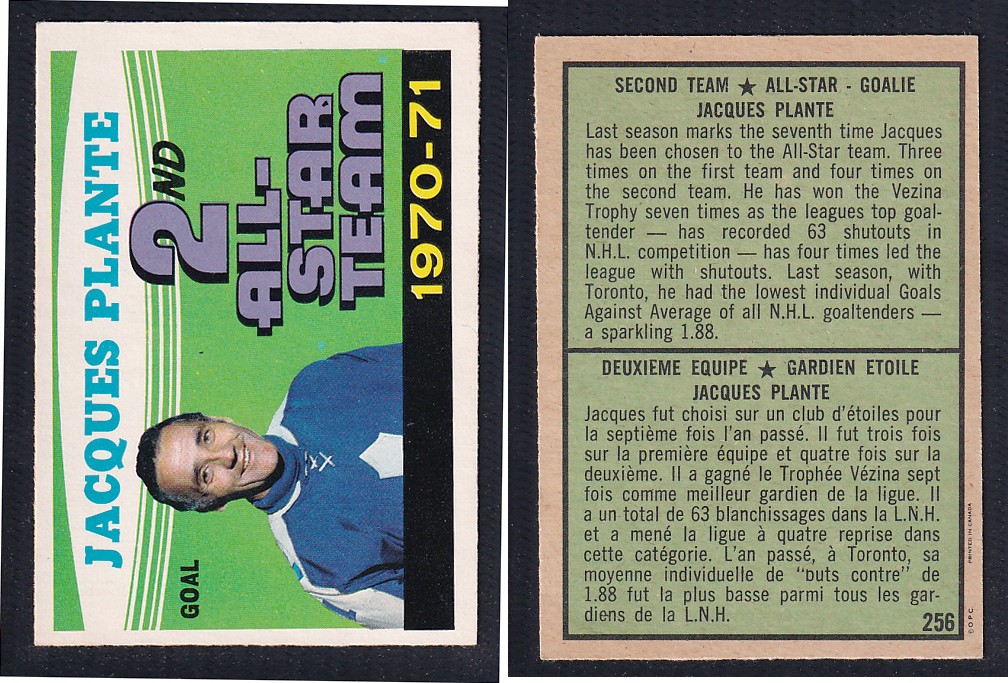 JACQUES PLANTE
2ND
ALL-
STAR
TEAM
1970-71
GOAL
SECOND TEAM ★ ALL-STAR - GOALIE
JACQUES PLANTE
Last season marks the seventh time Jacques
has been chosen to the All-Star team. Three
times on the first team and four times on
the second team. He has won the Vezina
Trophy seven times as the leagues top goal-
tender — has recorded 63 shutouts in
N.H.L. competition — has four times led the
league with shutouts. Last season, with
Toronto, he had the lowest individual Goals
Against Average of all N.H.L. goaltenders —
a sparkling 1.88.
DEUXIEME EQUIPE ★ GARDIEN ETOILE
JACQUES PLANTE
Jacques fut choisi sur un club d'étoiles pour
la septième fois l'an passé. Il fut trois fois
sur la première équipe et quatre fois sur la
deuxième. Il a gagné le Trophée Vézina sept
fois comme meilleur gardien de la ligue. Il
a un total de 63 blanchissages dans la L.N.H.
et a mené la ligue à quatre reprise dans
cette catégorie. L'an passé, à Toronto, sa
moyenne individuelle de "buts contre" de
1.88 fut la plus basse parmi tous les gar-
diens de la L.N.H.
256
© O.P.C. PRINTED IN CANADA